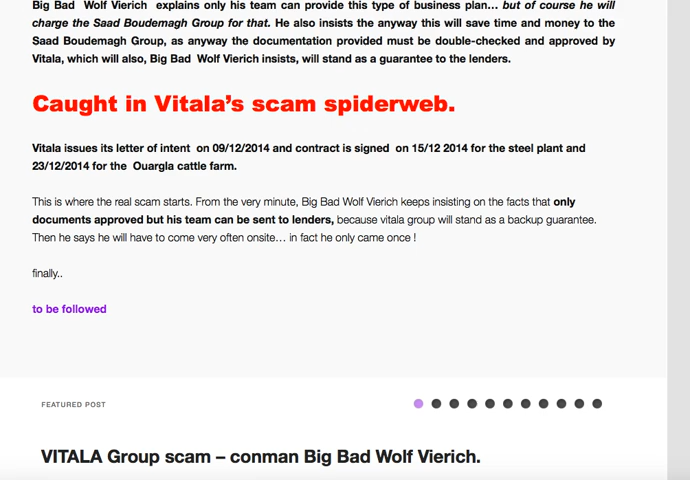 Big Bad Wolf Vierich explains only his team can provide this type of business plan… but of course he will
charge the Saad Boudemagh Group for that. He also insists the anyway this will save time and money to the
Saad Boudemagh Group, as anyway the documentation provided must be double-checked and approved by
Vitala, which will also, Big Bad Wolf Vierich insists, will stand as a guarantee to the lenders.
Caught in Vitala’s scam spiderweb.
Vitala issues its letter of intent on 09/12/2014 and contract is signed on 15/12 2014 for the steel plant and
23/12/2014 for the Ouargla cattle farm.
This is where the real scam starts. From the very minute, Big Bad Wolf Vierich keeps insisting on the facts that only
documents approved but his team can be sent to lenders, because vitala group will stand as a backup guarantee.
Then he says he will have to come very often onsite… in fact he only came once !
finally..
to be followed
FEATURED POST
VITALA Group scam – conman Big Bad Wolf Vierich.